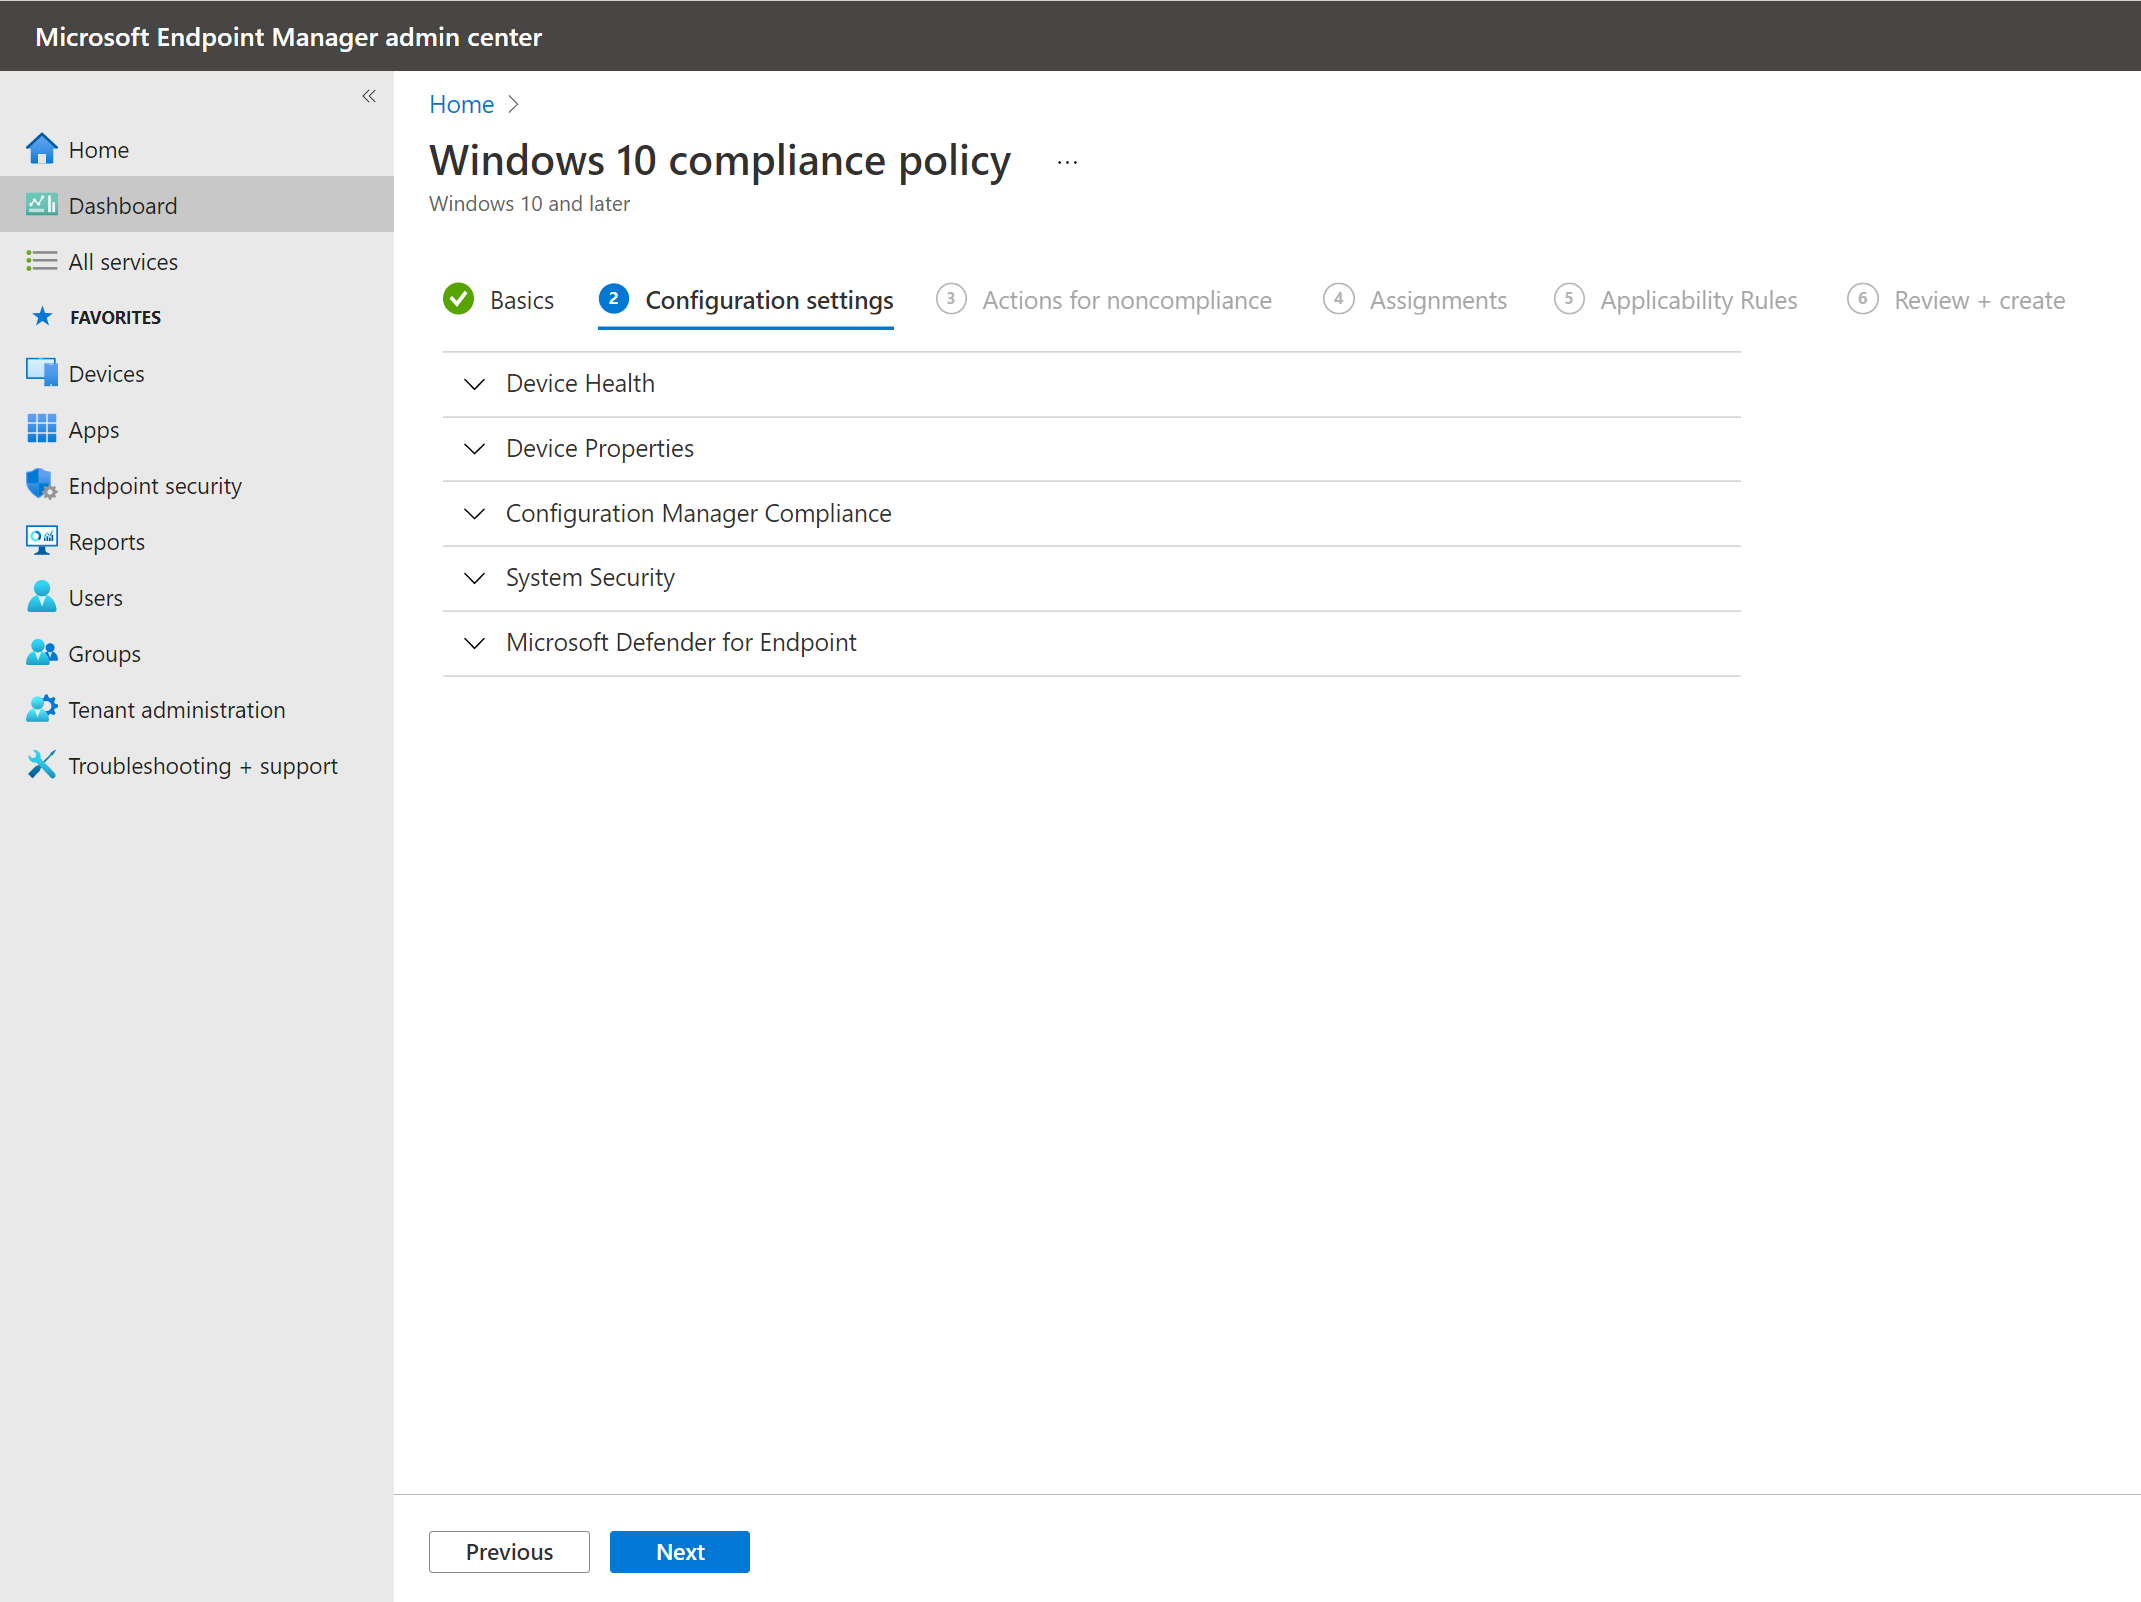 Microsoft Endpoint Manager admin center
«
Home
Dashboard
All services
FAVORITES
Devices
Apps
Endpoint security
Reports
Users
Groups
Tenant administration
Troubleshooting + support
Home >
Windows 10 compliance policy ...
Windows 10 and later
Basics 2 Configuration settings 3 Actions for noncompliance 4 Assignments 5 Applicability Rules 6 Review + create
Device Health
Device Properties
Configuration Manager Compliance
System Security
Microsoft Defender for Endpoint
Previous Next